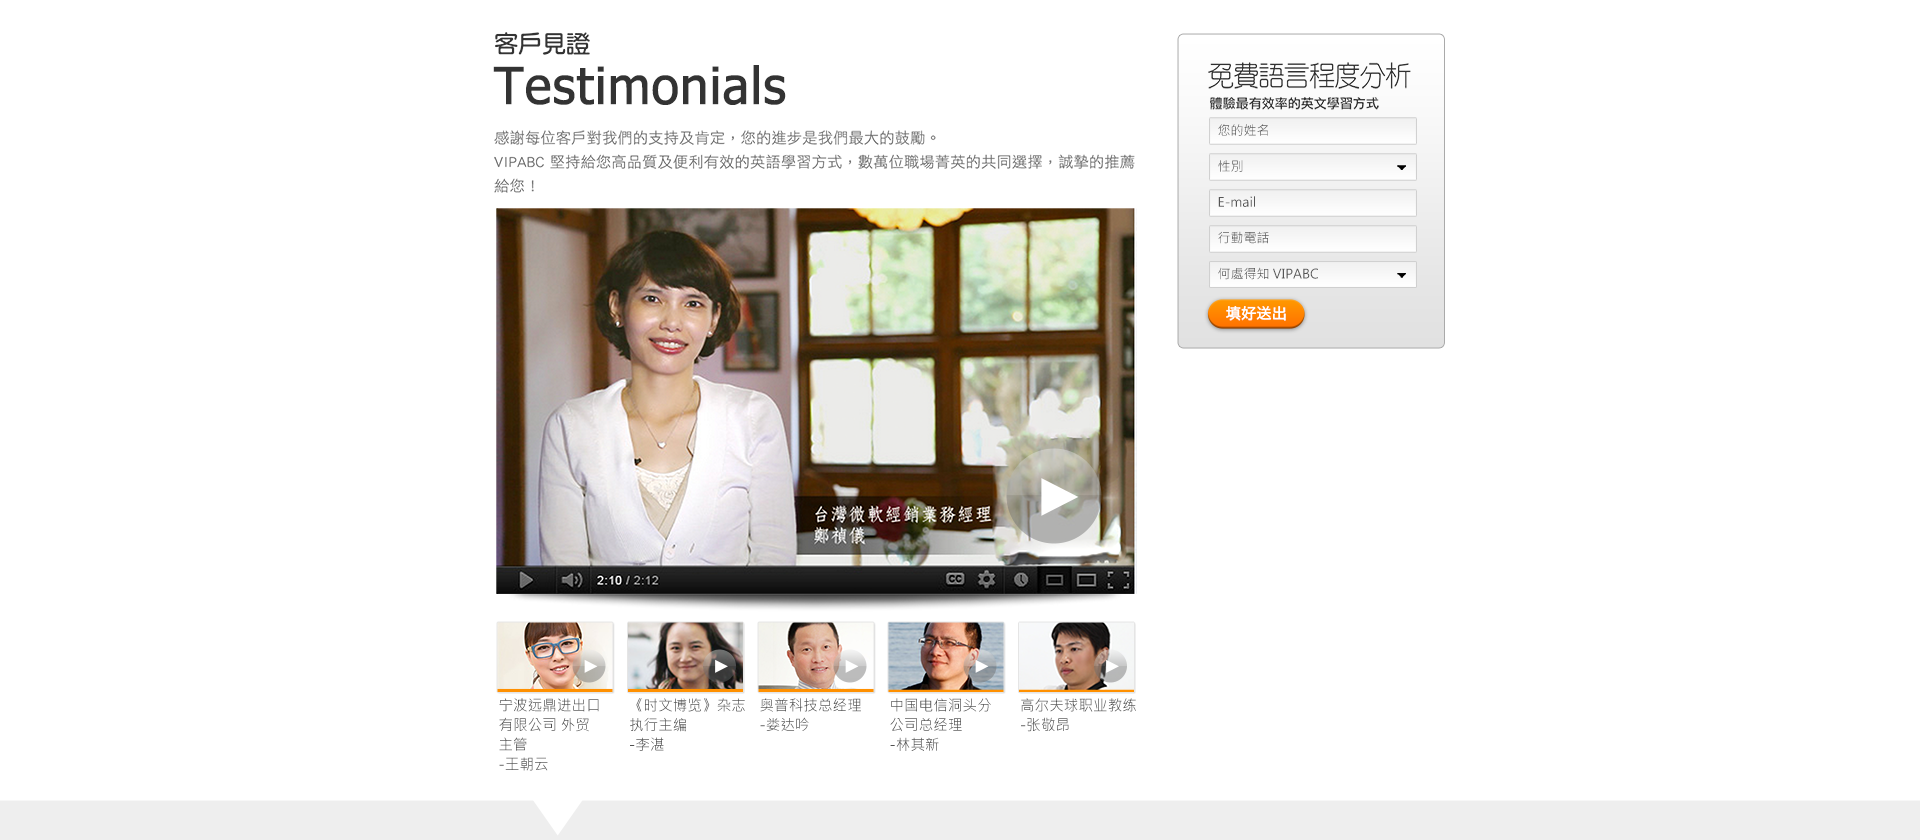 客戶見證
Testimonials
感謝每位客戶對我們的支持及肯定，您的進步是我們最大的鼓勵。
VIPABC 堅持給您高品質及便利有效的英語學習方式，數萬位職場菁英的共同選擇，誠摯的推薦
給您！
台灣微軟經銷業務經理
鄭禎儀
2:10 / 2:12
CC
宁波远鼎进出口
有限公司 外贸
主管
-王朝云
《时文博览》杂志
执行主编
-李湛
奥普科技总经理
-娄达吟
中国电信洞头分
公司总经理
-林其新
高尔夫球职业教练
-张敬昂
免費語言程度分析
體驗最有效率的英文學習方式
您的姓名
性別
E-mail
行動電話
何處得知 VIPABC
填好送出